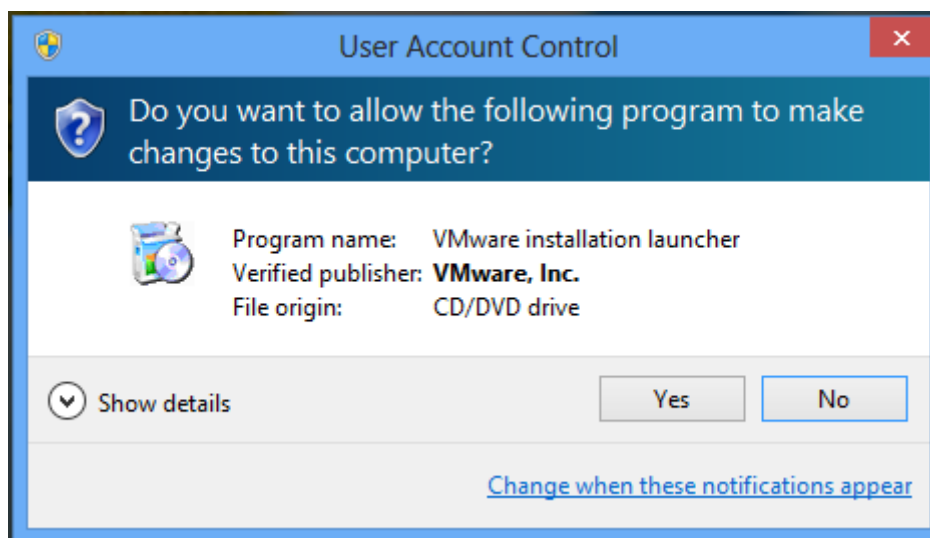 User Account Control
Do you want to allow the following program to make
changes to this computer?
Program name: VMware installation launcher
Verified publisher: VMware, Inc.
File origin: CD/DVD drive
Show details
Yes
No
Change when these notifications appear